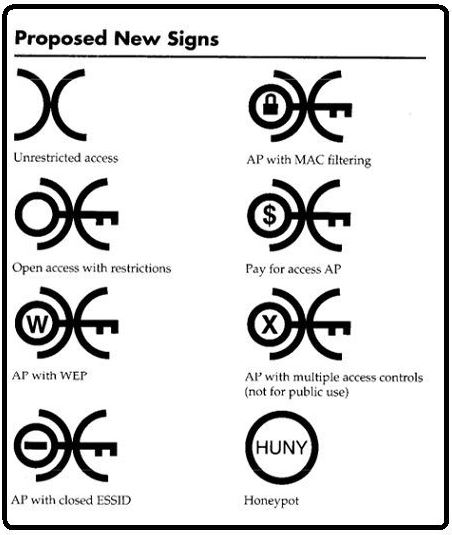 Proposed New Signs
Unrestricted access
AP with MAC filtering
$
Open access with restrictions
Pay for access AP
W
X
AP with WEP
AP with multiple access controls
(not for public use)
HUNY
AP with closed ESSID
Honeypot